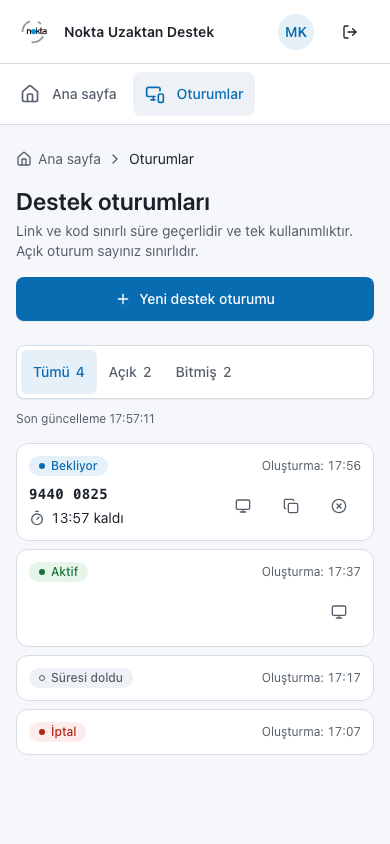 nokta
Nokta Uzaktan Destek
MK
Ana sayfa
Oturumlar
Ana sayfa
Oturumlar
Destek oturumları
Link ve kod sınırlı süre geçerlidir ve tek kullanımlıktır.
Açık oturum sayınız sınırlıdır.
Yeni destek oturumu
Tümü 4 Açık 2 Bitmiş 2
Son güncelleme 17:57:11
Bekliyor Oluşturma: 17:56
9440 0825
13:57 kaldı
Aktif Oluşturma: 17:37
Süresi doldu Oluşturma: 17:17
İptal Oluşturma: 17:07